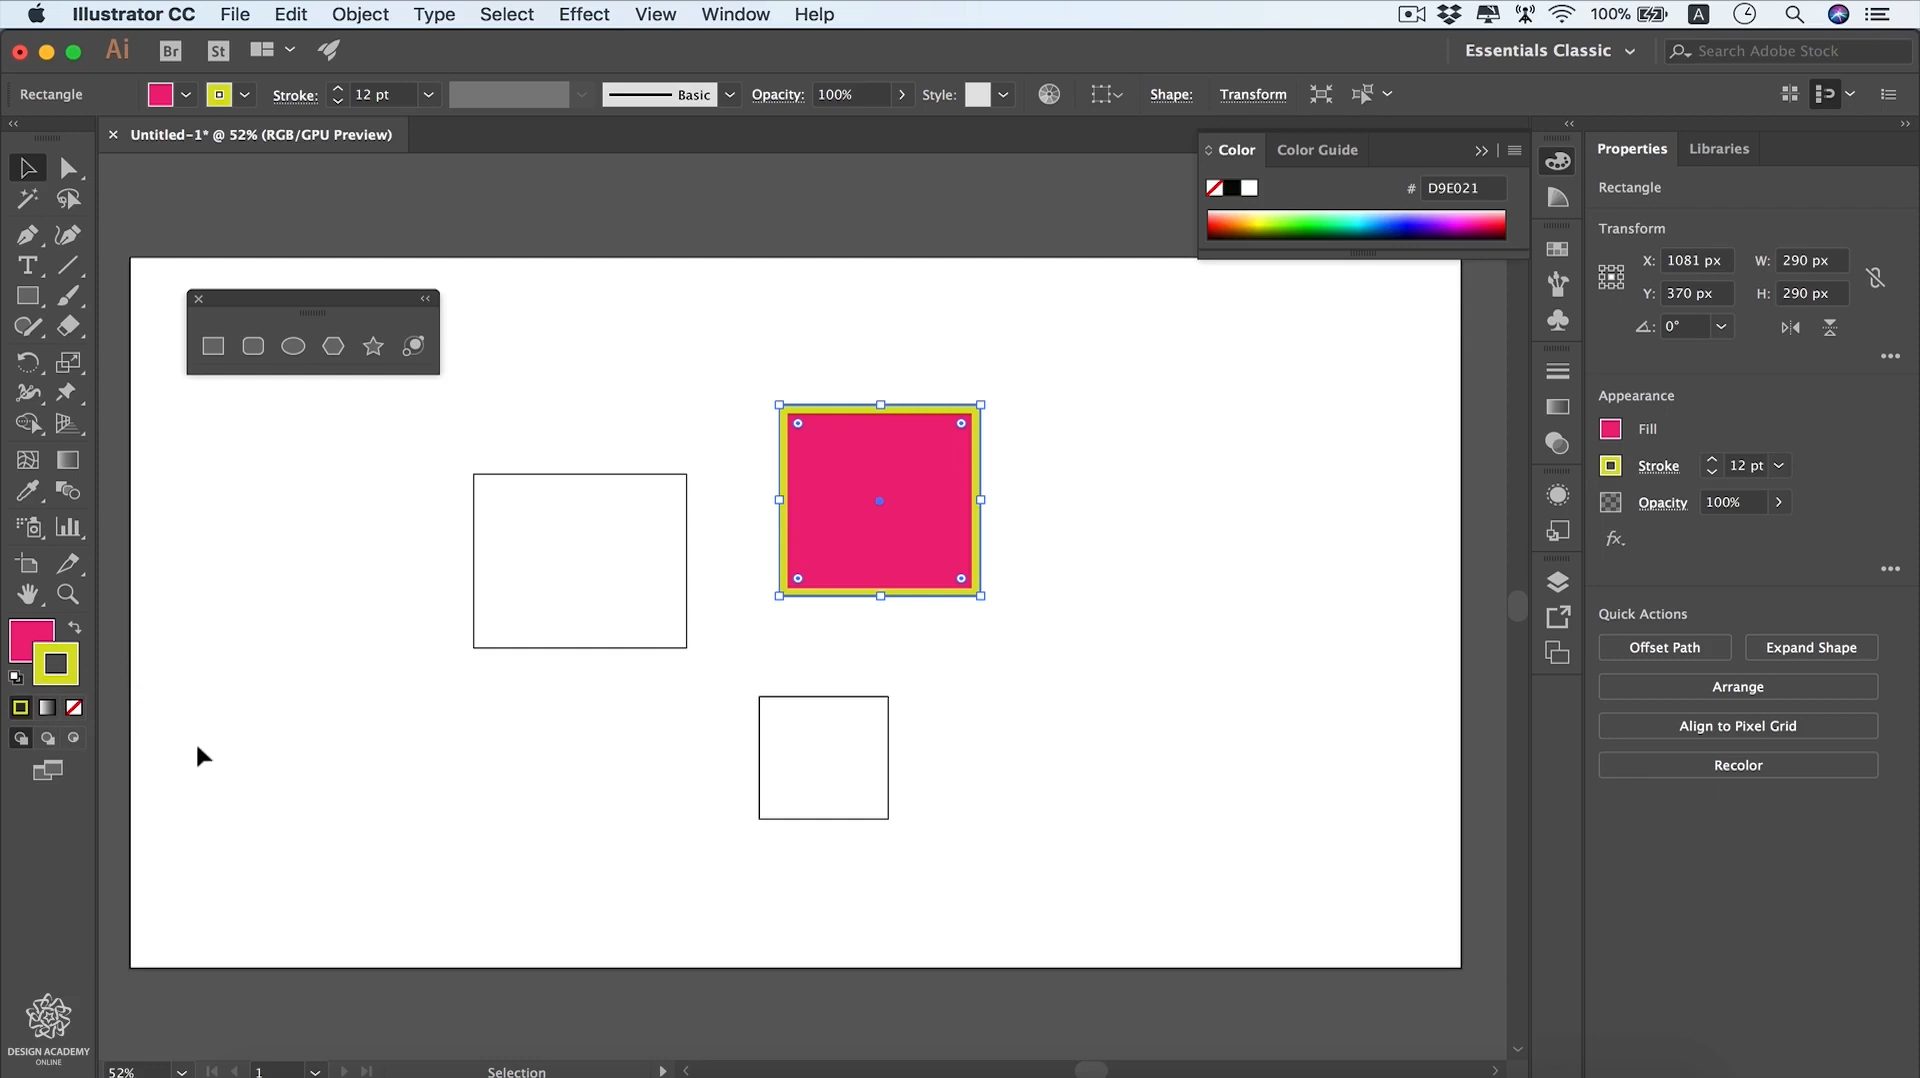 Illustrator CC File Edit Object Type Select Effect View Window Help 100% A
Ai Br St Essentials Classic Search Adobe Stock
Rectangle Stroke: 12 pt Basic Opacity: 100% Style: Shape: Transform
Untitled-1* @ 52% (RGB/GPU Preview)
Color Color Guide
# D9E021
Properties Libraries
Rectangle
Transform
X: 1081 px W: 290 px
Y: 370 px H: 290 px
0°
Appearance
Fill
Stroke 12 pt
Opacity 100%
fx.
Quick Actions
Offset Path Expand Shape
Arrange
Align to Pixel Grid
Recolor
DESIGN ACADEMY
ONLINE
52% 1 Selection